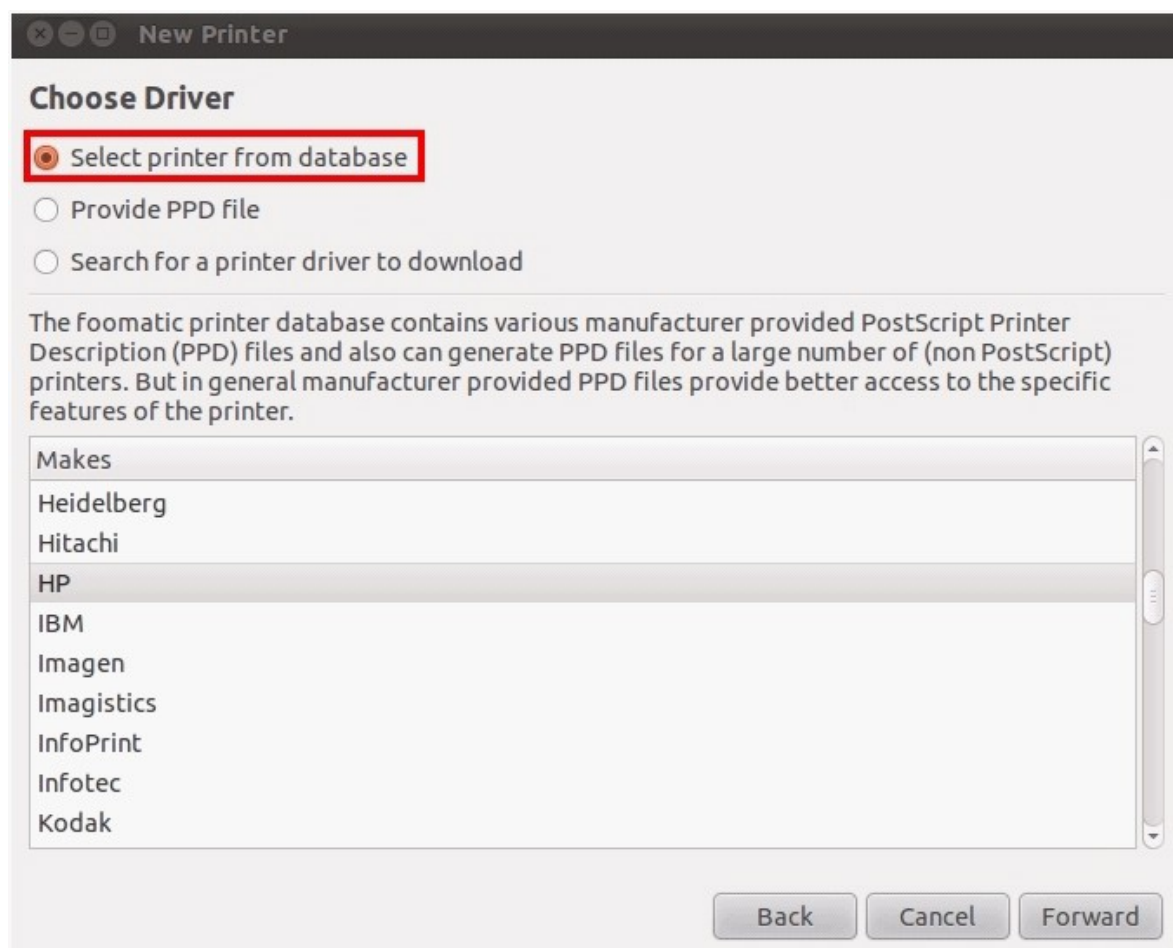 New Printer
Choose Driver
Select printer from database
Provide PPD file
Search for a printer driver to download
The foomatic printer database contains various manufacturer provided PostScript Printer
Description (PPD) files and also can generate PPD files for a large number of (non PostScript)
printers. But in general manufacturer provided PPD files provide better access to the specific
features of the printer.
Makes
Heidelberg
Hitachi
HP
IBM
Imagen
Imagistics
InfoPrint
Infotec
Kodak
Back Cancel Forward